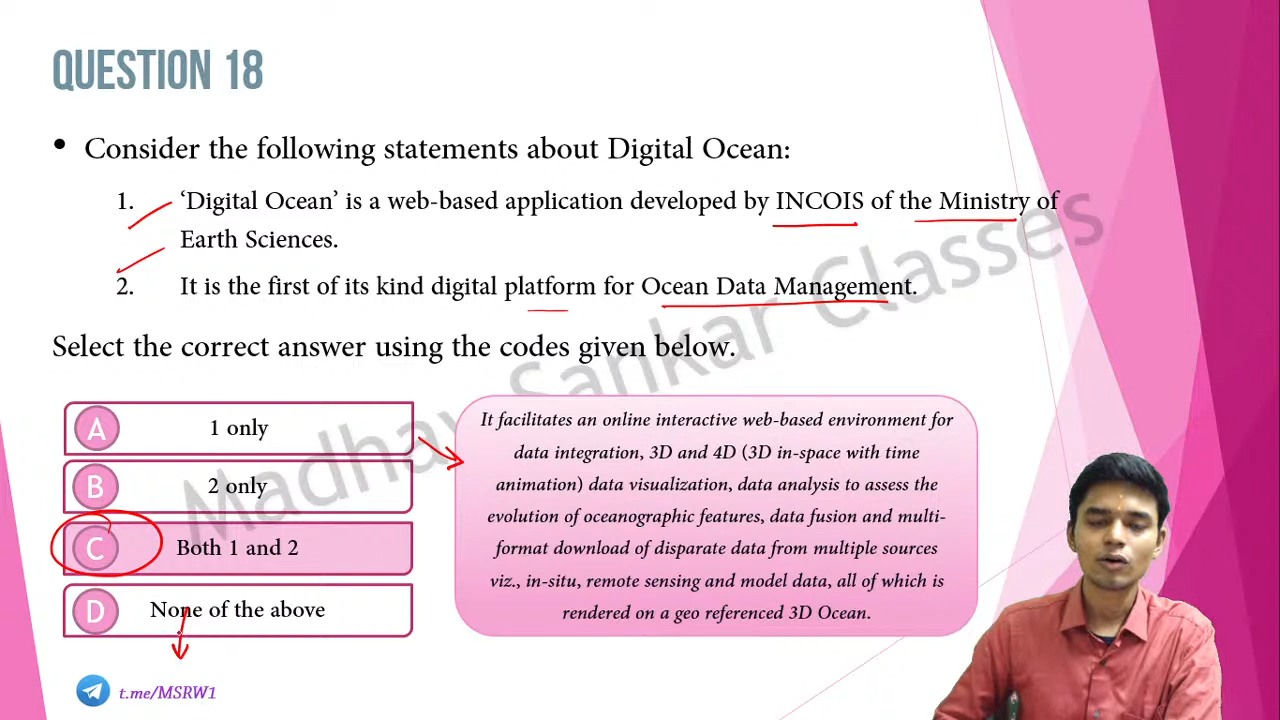 QUESTION 18
• Consider the following statements about Digital Ocean:
1. ‘Digital Ocean’ is a web-based application developed by INCOIS of the Ministry of
Earth Sciences.
2. It is the first of its kind digital platform for Ocean Data Management.
Select the correct answer using the codes given below.
A 1 only
B 2 only
C Both 1 and 2
D None of the above
It facilitates an online interactive web-based environment for
data integration, 3D and 4D (3D in-space with time
animation) data visualization, data analysis to assess the
evolution of oceanographic features, data fusion and multi-
format download of disparate data from multiple sources
viz., in-situ, remote sensing and model data, all of which is
rendered on a geo referenced 3D Ocean.
Madhav Sankar Classes
t.me/MSRW1